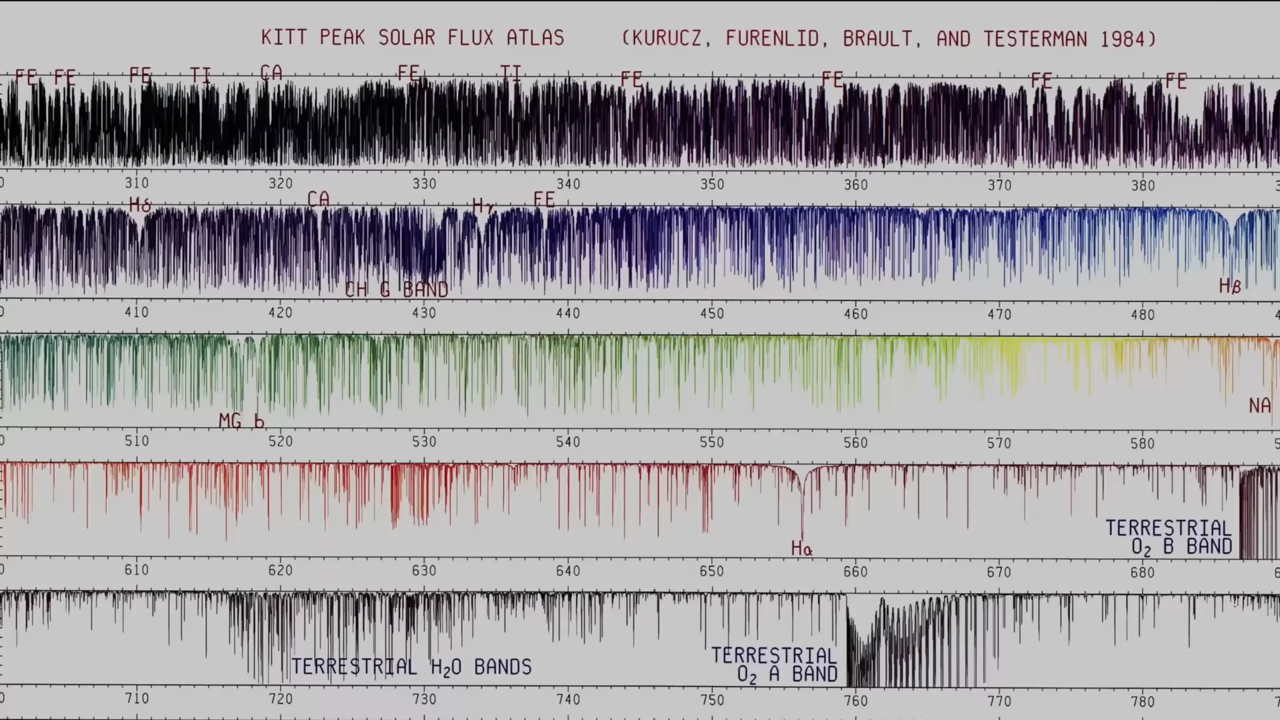 KITT PEAK SOLAR FLUX ATLAS (KURUCZ, FURENLID, BRAULT, AND TESTERMAN 1984)
FE FE FE TI CA FE TI FE FE FE FE
310 320 330 340 350 360 370 380
Hδ CA Hγ FE
CH G BAND Hβ
410 420 430 440 450 460 470 480
MG b NA
510 520 530 540 550 560 570 580
TERRESTRIAL
Hα O₂ B BAND
610 620 630 640 650 660 670 680
TERRESTRIAL H₂O BANDS TERRESTRIAL
O₂ A BAND
700 730 740 750 760 770 780